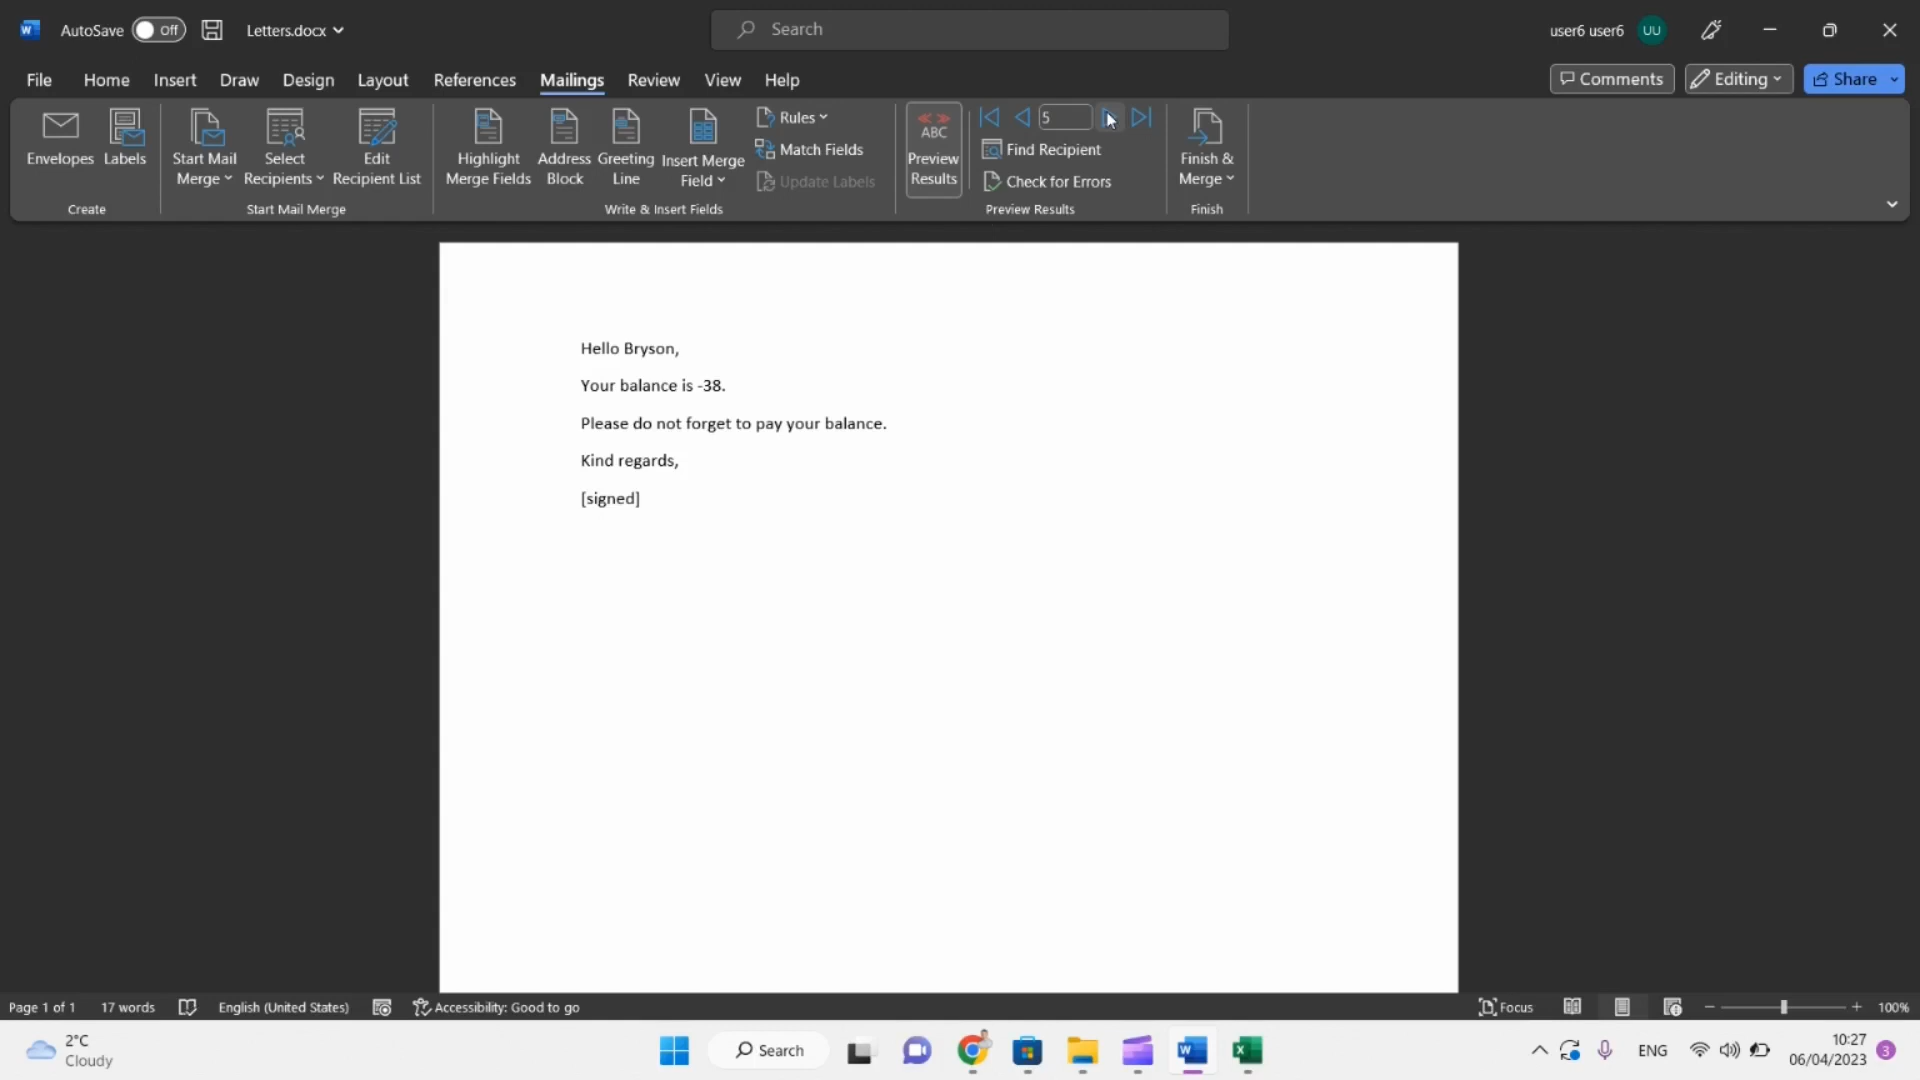 AutoSave Off Letters.docx Search user6 user6 UU
File Home Insert Draw Design Layout References Mailings Review View Help Comments Editing Share
Envelopes Labels
Create
Start Mail Merge
Select Recipients
Edit Recipient List
Start Mail Merge
Highlight Merge Fields
Address Block
Greeting Line
Insert Merge Field
Rules
Match Fields
Update Labels
Write & Insert Fields
ABC
Preview Results
5
Find Recipient
Check for Errors
Preview Results
Finish & Merge
Finish
Hello Bryson,
Your balance is -38.
Please do not forget to pay your balance.
Kind regards,
[signed]
Page 1 of 1 17 words English (United States) Accessibility: Good to go Focus 100%
2°C
Cloudy
Search
ENG
10:27
06/04/2023
3